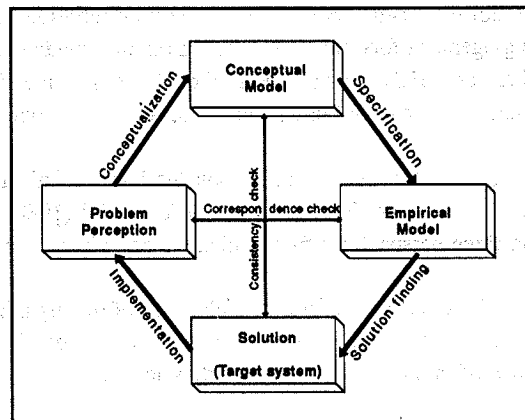 Conceptual
Model
Conceptualization
Specification
Problem
Perception
Correspondence check
Consistency check
Empirical
Model
Implementation
Solution finding
Solution
(Target system)